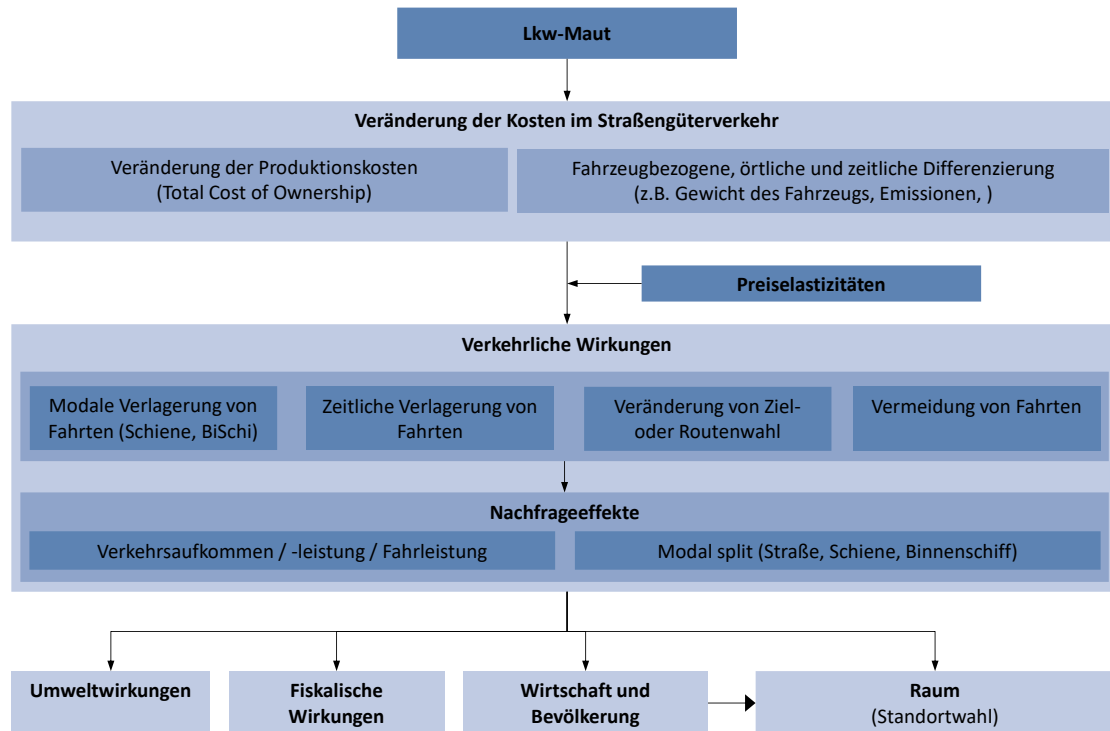 Lkw-Maut
Veränderung der Kosten im Straßengüterverkehr
Veränderung der Produktionskosten
(Total Cost of Ownership)
Fahrzeugbezogene, örtliche und zeitliche Differenzierung
(z.B. Gewicht des Fahrzeugs, Emissionen, )
Preiselastizitäten
Verkehrliche Wirkungen
Modale Verlagerung von
Fahrten (Schiene, BiSchi)
Zeitliche Verlagerung von
Fahrten
Veränderung von Ziel-
oder Routenwahl
Vermeidung von Fahrten
Nachfrageeffekte
Verkehrsaufkommen / -leistung / Fahrleistung
Modal split (Straße, Schiene, Binnenschiff)
Umweltwirkungen
Fiskalische
Wirkungen
Wirtschaft und
Bevölkerung
Raum
(Standortwahl)